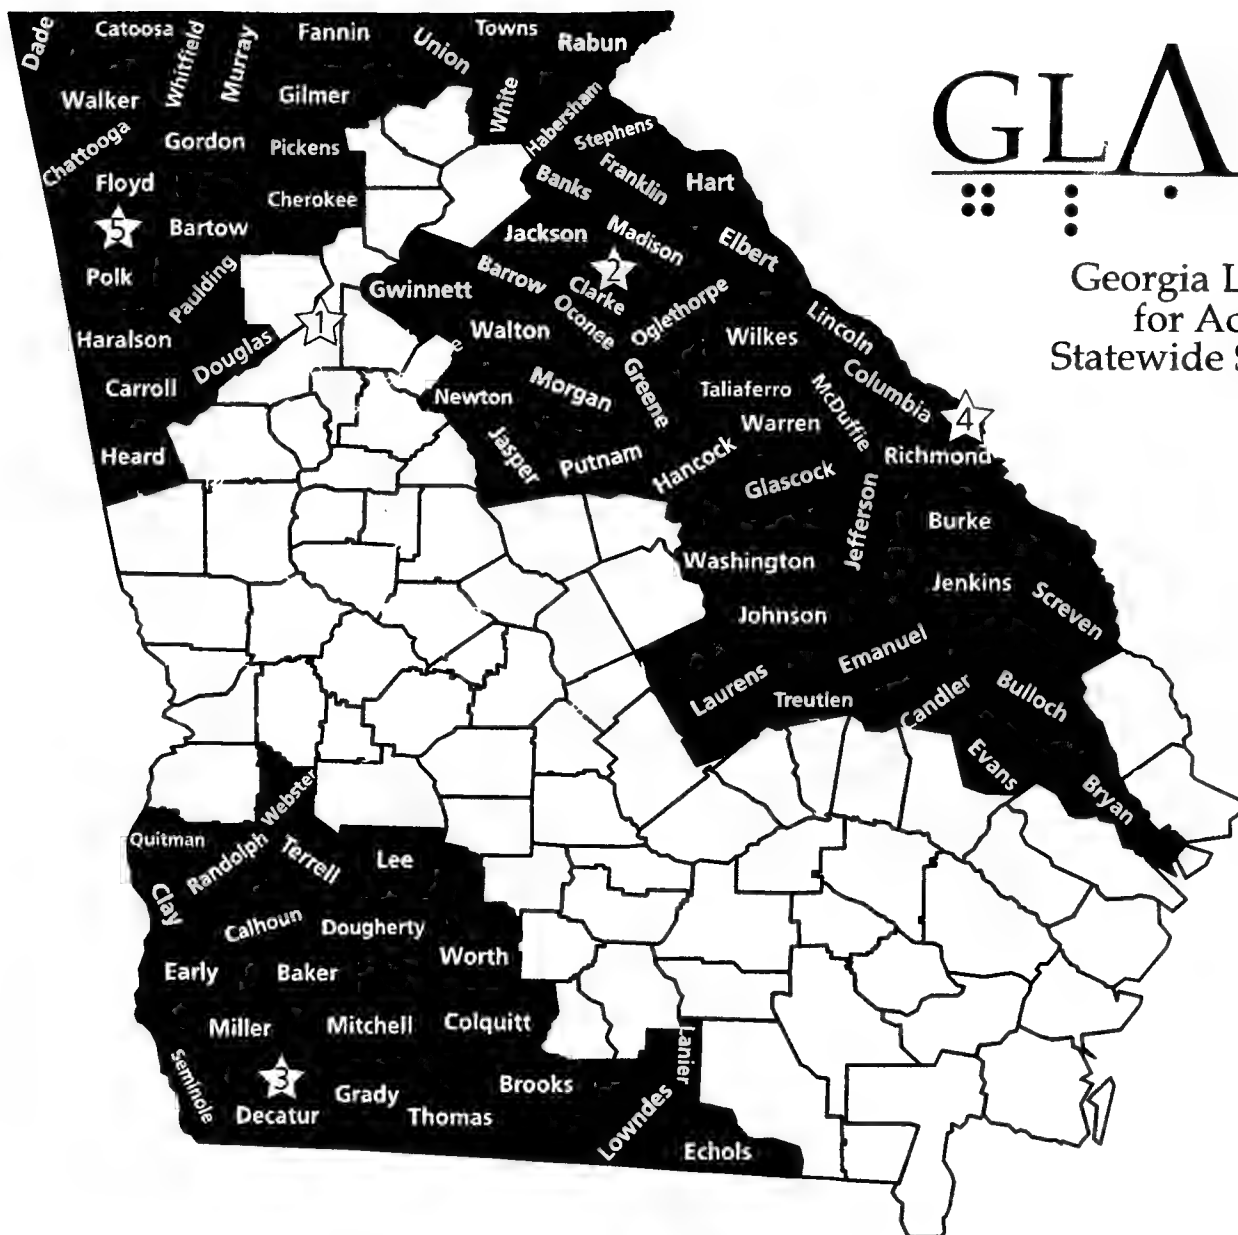 Dade
Catoosa
Whitfield
Murray
Fannin
Union
Towns
Rabun
Walker
Gilmer
White
Habersham
Stephens
Chattooga
Gordon
Pickens
Banks
Franklin
Hart
Floyd
Cherokee
5
Bartow
Jackson
Madison
Elbert
2
Polk
Paulding
Gwinnett
Barrow
Clarke
Oconee
Oglethorpe
Lincoln
1
Haralson
Douglas
Walton
Wilkes
Carroll
Newton
Morgan
Greene
Taliaferro
McDuffie
Columbia
4
Warren
Heard
Jasper
Putnam
Hancock
Glascock
Richmond
Jefferson
Burke
Washington
Jenkins
Screven
Johnson
Emanuel
Laurens
Treutlen
Candler
Bulloch
Evans
Bryan
Webster
Quitman
Randolph
Terrell
Lee
Clay
Calhoun
Dougherty
Early
Baker
Worth
Miller
Mitchell
Colquitt
Seminole
3
Decatur
Grady
Thomas
Brooks
Lowndes
Lanier
Echols
GLA
Georgia L
for Ac
Statewide S